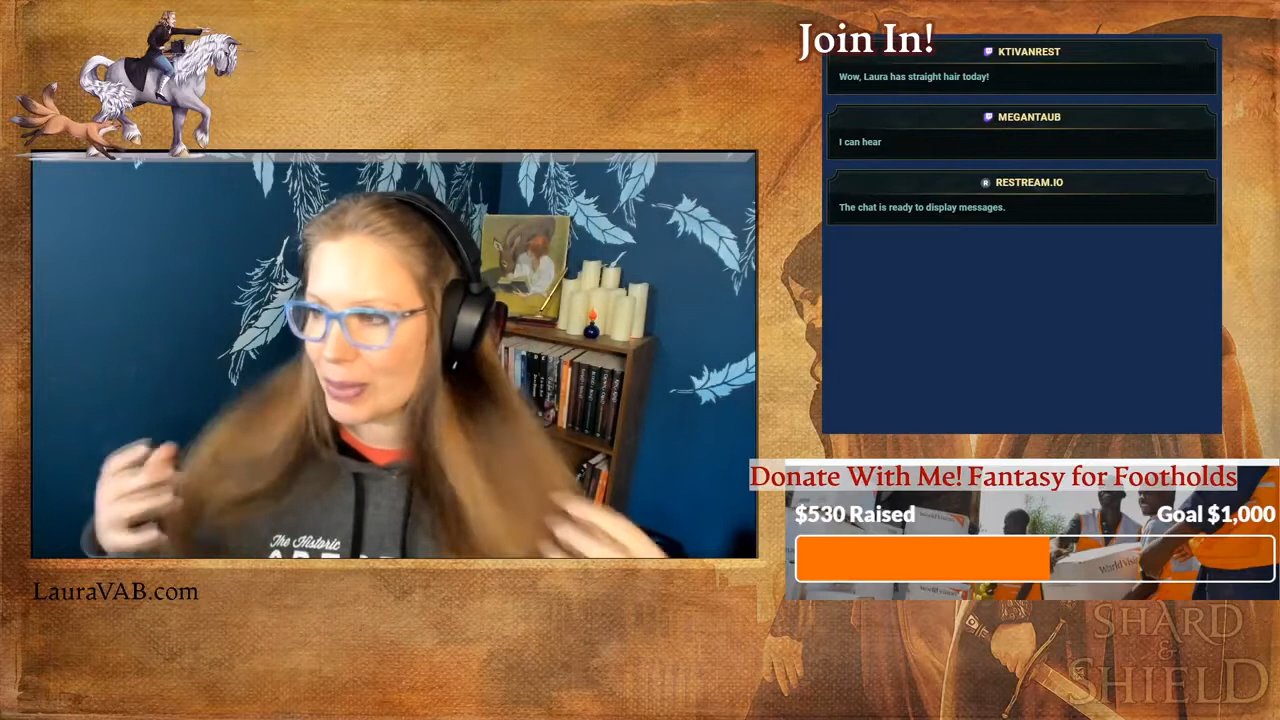 Join In!
KTIVANREST
Wow, Laura has straight hair today!
MEGANTAUB
I can hear
RESTREAM.IO
The chat is ready to display messages.
The Historic
Donate With Me! Fantasy for Footholds
$530 Raised
Goal $1,000
World Vision
LauraVAB.com
SHARD
&
SHIELD